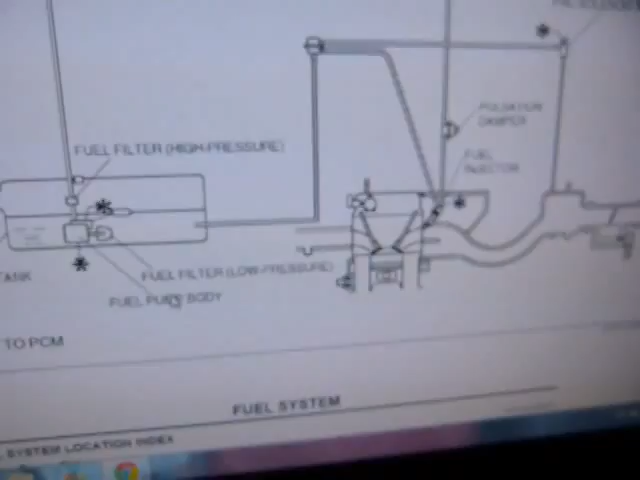 PULSATION
DAMPER
FUEL FILTER (HIGH-PRESSURE)
FUEL
INJECTOR
TANK
FUEL FILTER (LOW-PRESSURE)
FUEL PUMP BODY
TO PCM
FUEL SYSTEM
SYSTEM LOCATION INDEX